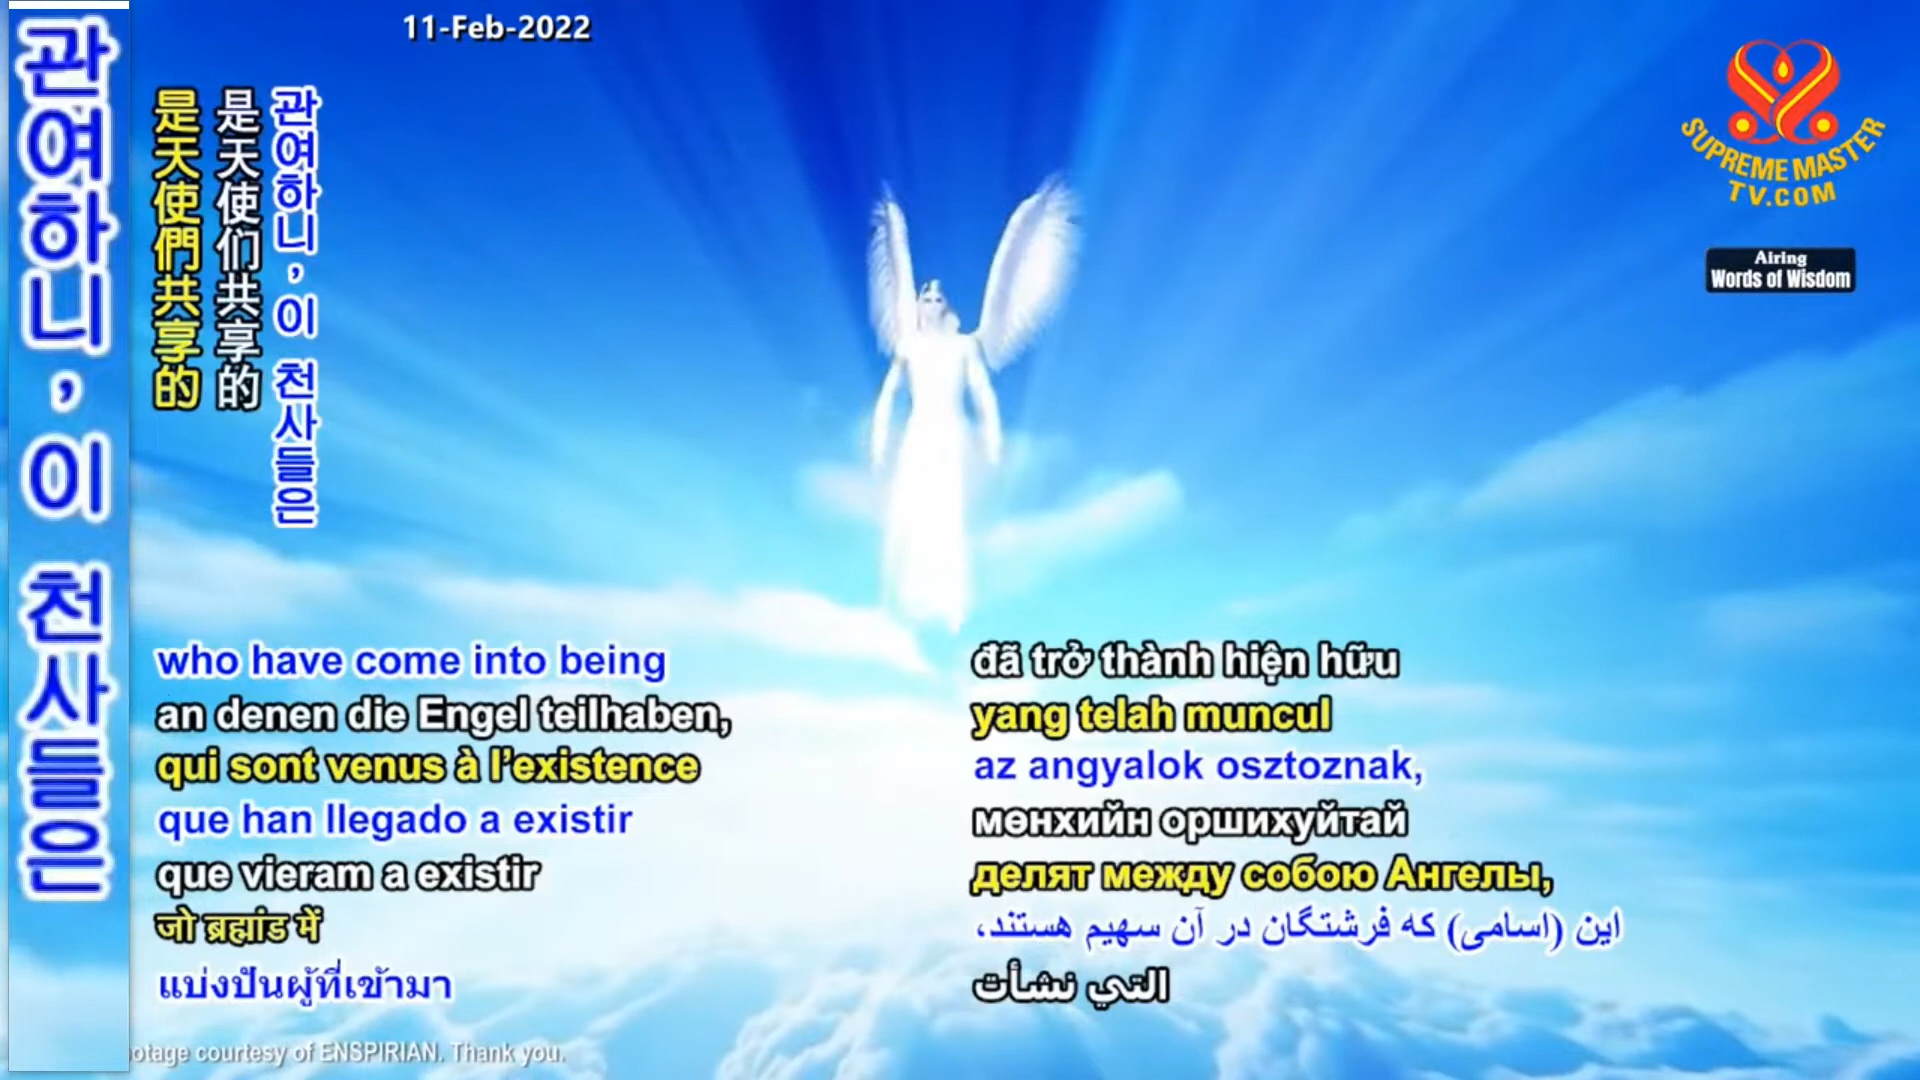 11-Feb-2022
관여하니, 이 천사들은
是天使們共享的
是天使们共享的
관여하니, 이 천사들은
SUPREME MASTER
TV.COM
Airing
Words of Wisdom
who have come into being
an denen die Engel teilhaben,
qui sont venus à l'existence
que han llegado a existir
que vieram a existir
जो ब्रह्मांड में
แบ่งปันผู้ที่เข้ามา
đã trở thành hiện hữu
yang telah muncul
az angyalok osztoznak,
мөнхийн оршихуйтай
делят между собою Ангелы,
این (اسامی) که فرشتگان در آن سهیم هستند،
التي نشأت
otage courtesy of ENSPIRIAN. Thank you.